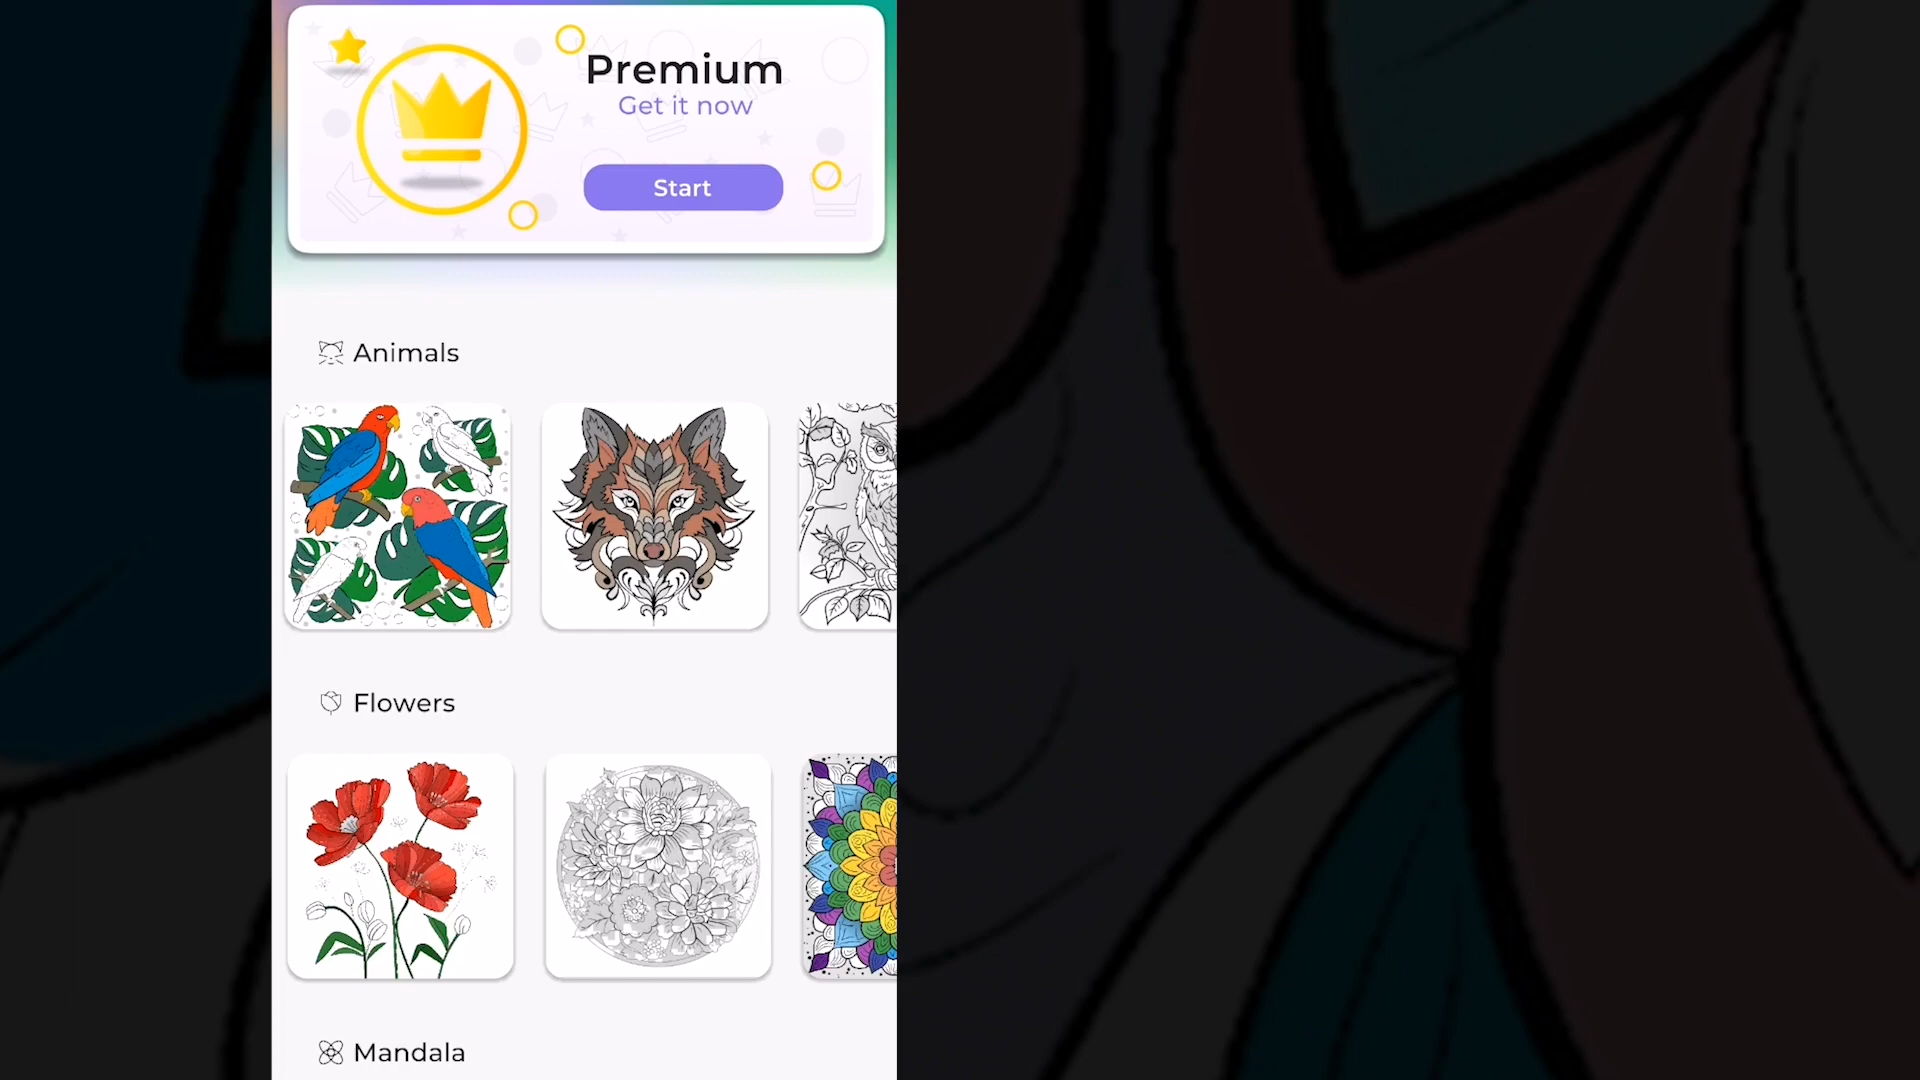 Premium
Get it now
Start
Animals
Flowers
Mandala